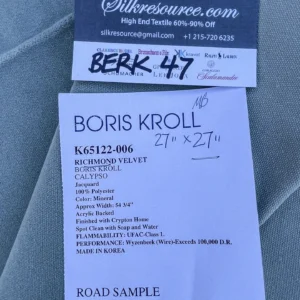 Silkresource.com
High End Textile 60%-90% Off
silkresource@gmail.com +1 215-720 6235
BERK 47
BORIS KROLL
27" x 27"
K65122-006
RICHMOND VELVET
BORIS KROLL
CALYPSO
Jacquard
100% Polyester
Color: Mineral
Approx Width: 54 3/4"
Acrylic Backed
Finished with Crypton Home
Spot Clean with Soap and Water
FLAMMABILITY: UFAC-Class 1.
PERFORMANCE: Wyzenbeek (Wire)-Exceeds 100,000 D.R.
MADE IN KOREA
ROAD SAMPLE